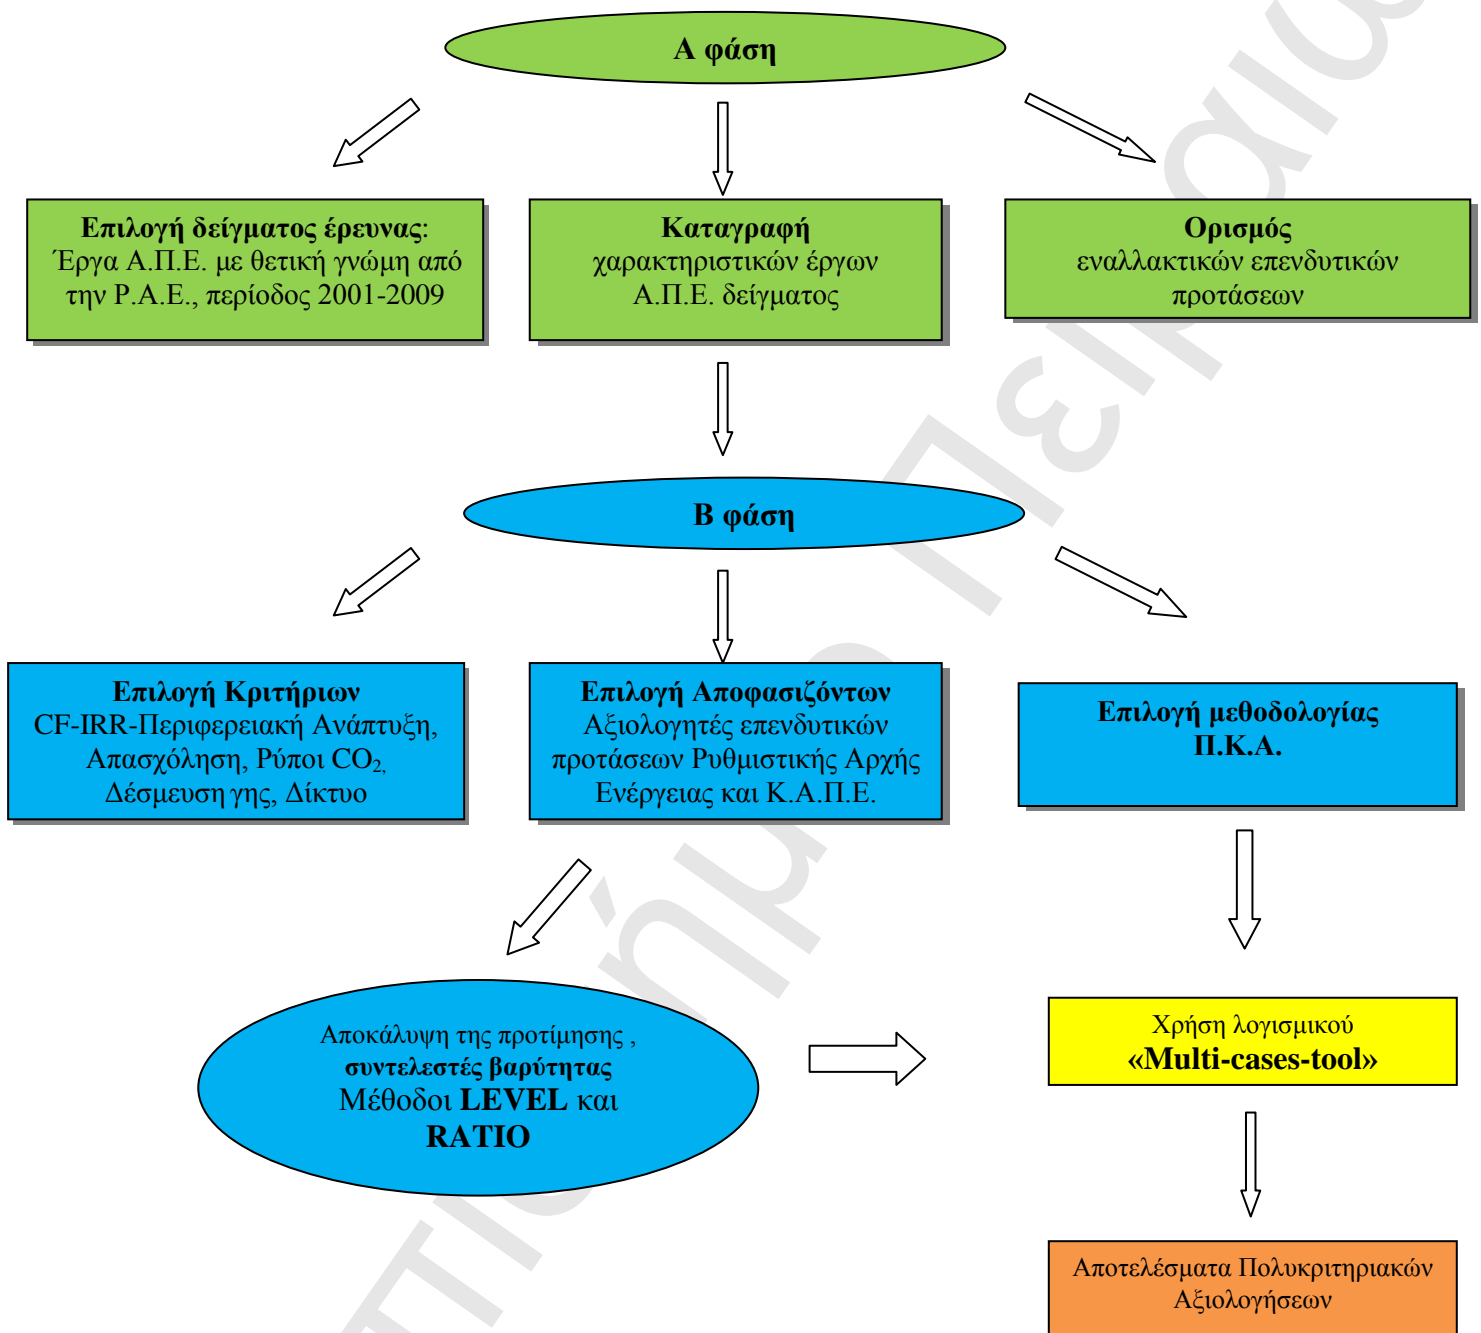 Α φάση
Επιλογή δείγματος έρευνας:
Έργα Α.Π.Ε. με θετική γνώμη από
την Ρ.Α.Ε., περίοδος 2001-2009
Καταγραφή
χαρακτηριστικών έργων
Α.Π.Ε. δείγματος
Ορισμός
εναλλακτικών επενδυτικών
προτάσεων
Β φάση
Επιλογή Κριτήριων
CF-IRR-Περιφερειακή Ανάπτυξη,
Απασχόληση, Ρύποι CO2,
Δέσμευση γης, Δίκτυο
Επιλογή Αποφασιζόντων
Αξιολογητές επενδυτικών
προτάσεων Ρυθμιστικής Αρχής
Ενέργειας και Κ.Α.Π.Ε.
Επιλογή μεθοδολογίας
Π.Κ.Α.
Αποκάλυψη της προτίμησης ,
συντελεστές βαρύτητας
Μέθοδοι LEVEL και
RATIO
Χρήση λογισμικού
«Multi-cases-tool»
Αποτελέσματα Πολυκριτηριακών
Αξιολογήσεων